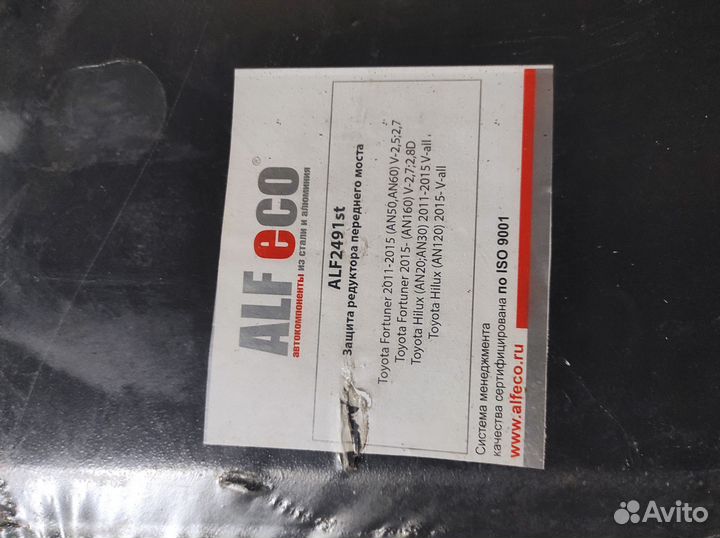 ALF eCO®
автокомпоненты из стали и алюминия
ALF2491st
Защита редуктора переднего моста
Toyota Fortuner 2011-2015 (AN50,AN60) V-2,5;2,7
Toyota Fortuner 2015- (AN160) V-2,7;2,8D
Toyota Hilux (AN20;AN30) 2011-2015 V-all
Toyota Hilux (AN120) 2015- V-all
Система менеджмента
качества сертифицирована по ISO 9001
www.alfeco.ru
Avito